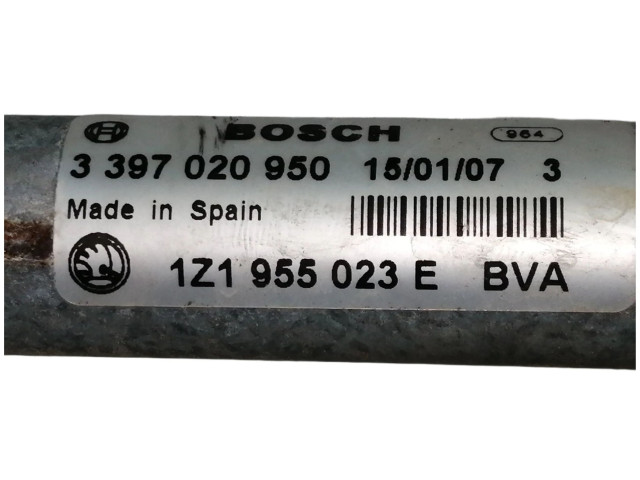 BOSCH 964
3 397 020 950 15/01/07 3
Made in Spain
1Z1 955 023 E BVA